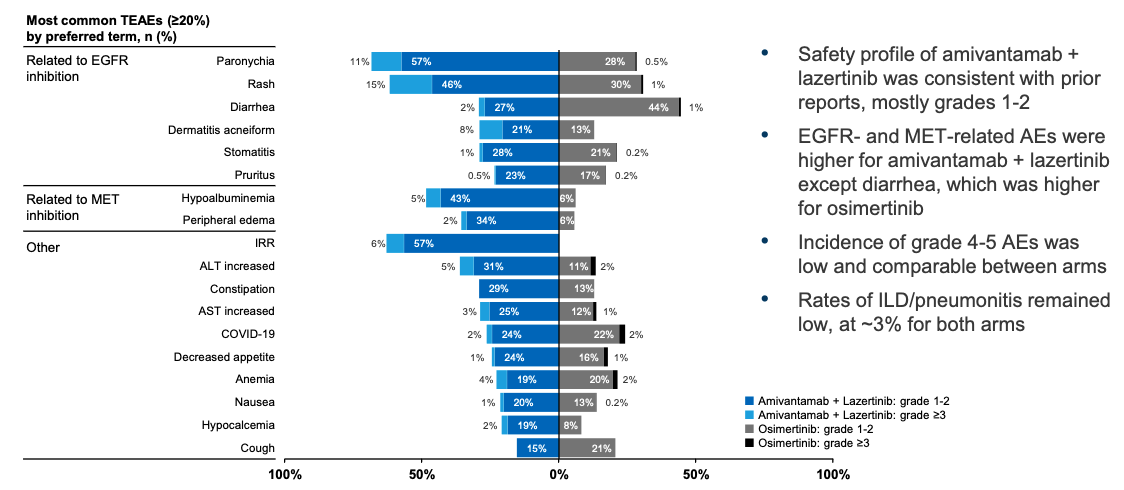 Most common TEAEs (≥20%)
by preferred term, n (%)
Related to EGFR
inhibition
Paronychia 11% 57% 28% 0.5%
Rash 15% 46% 30% 1%
Diarrhea 2% 27% 44% 1%
Dermatitis acneiform 8% 21% 13%
Stomatitis 1% 28% 21% 0.2%
Pruritus 0.5% 23% 17% 0.2%
Related to MET
inhibition
Hypoalbuminemia 5% 43% 6%
Peripheral edema 2% 34% 6%
Other
IRR 6% 57%
ALT increased 5% 31% 11% 2%
Constipation 29% 13%
AST increased 3% 25% 12% 1%
COVID-19 2% 24% 22% 2%
Decreased appetite 1% 24% 16% 1%
Anemia 4% 19% 20% 2%
Nausea 1% 20% 13% 0.2%
Hypocalcemia 2% 19% 8%
Cough 15% 21%
100% 50% 0% 50% 100%
• Safety profile of amivantamab +
lazertinib was consistent with prior
reports, mostly grades 1-2
• EGFR- and MET-related AEs were
higher for amivantamab + lazertinib
except diarrhea, which was higher
for osimertinib
• Incidence of grade 4-5 AEs was
low and comparable between arms
• Rates of ILD/pneumonitis remained
low, at ~3% for both arms
Amivantamab + Lazertinib: grade 1-2
Amivantamab + Lazertinib: grade ≥3
Osimertinib: grade 1-2
Osimertinib: grade ≥3